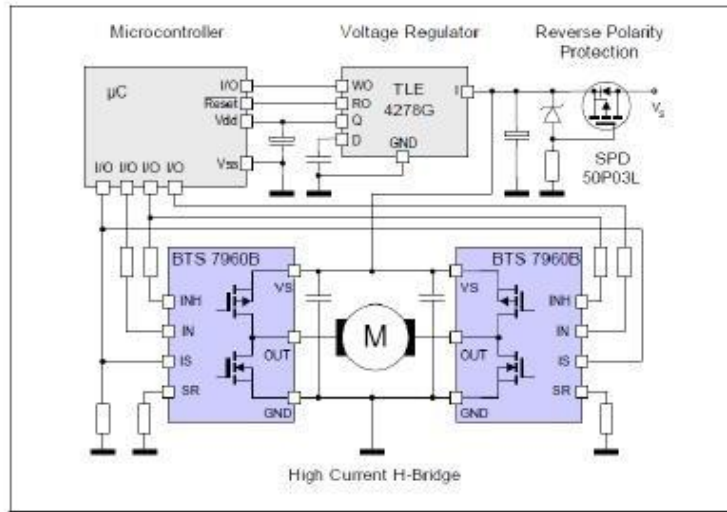 Microcontroller
Voltage Regulator
Reverse Polarity
Protection
µC
I/O
Reset
Vdd
Vss
I/O I/O I/O I/O
WO
RO
Q
D
TLE
4278G
I
GND
Vs
SPD
50P03L
BTS 7960B
VS
INH
IN
IS
SR
OUT
GND
M
BTS 7960B
VS
INH
IN
IS
SR
OUT
GND
High Current H-Bridge